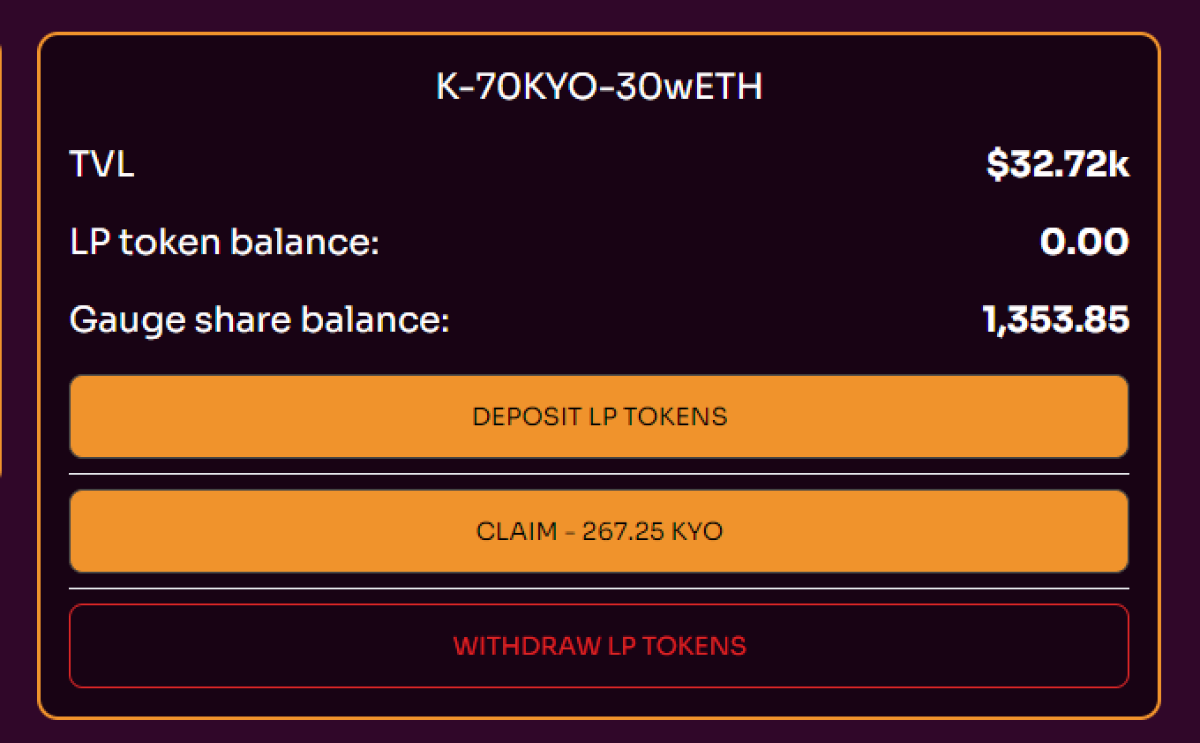 K-70KYO-30wETH
TVL $32.72k
LP token balance: 0.00
Gauge share balance: 1,353.85
DEPOSIT LP TOKENS
CLAIM - 267.25 KYO
WITHDRAW LP TOKENS